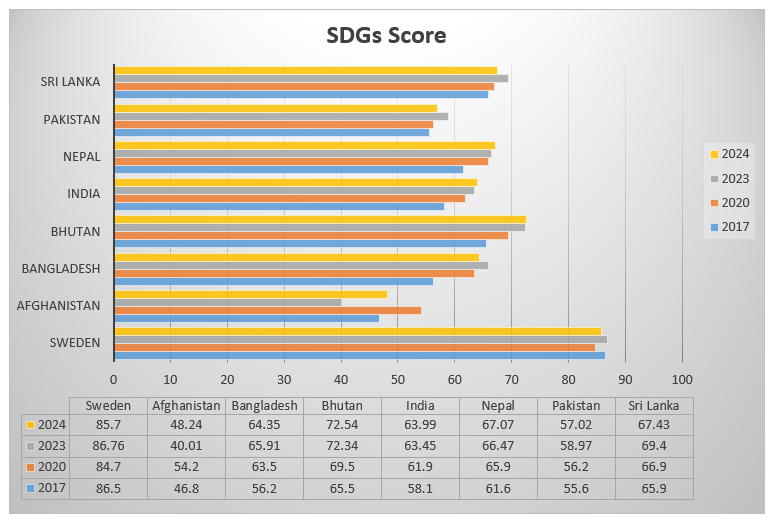 SDGs Score
SRI LANKA
PAKISTAN
NEPAL
INDIA
BHUTAN
BANGLADESH
AFGHANISTAN
SWEDEN
0 10 20 30 40 50 60 70 80 90 100
2024
2023
2020
2017
Sweden Afghanistan Bangladesh Bhutan India Nepal Pakistan Sri Lanka
2024 85.7 48.24 64.35 72.54 63.99 67.07 57.02 67.43
2023 86.76 40.01 65.91 72.34 63.45 66.47 58.97 69.4
2020 84.7 54.2 63.5 69.5 61.9 65.9 56.2 66.9
2017 86.5 46.8 56.2 65.5 58.1 61.6 55.6 65.9